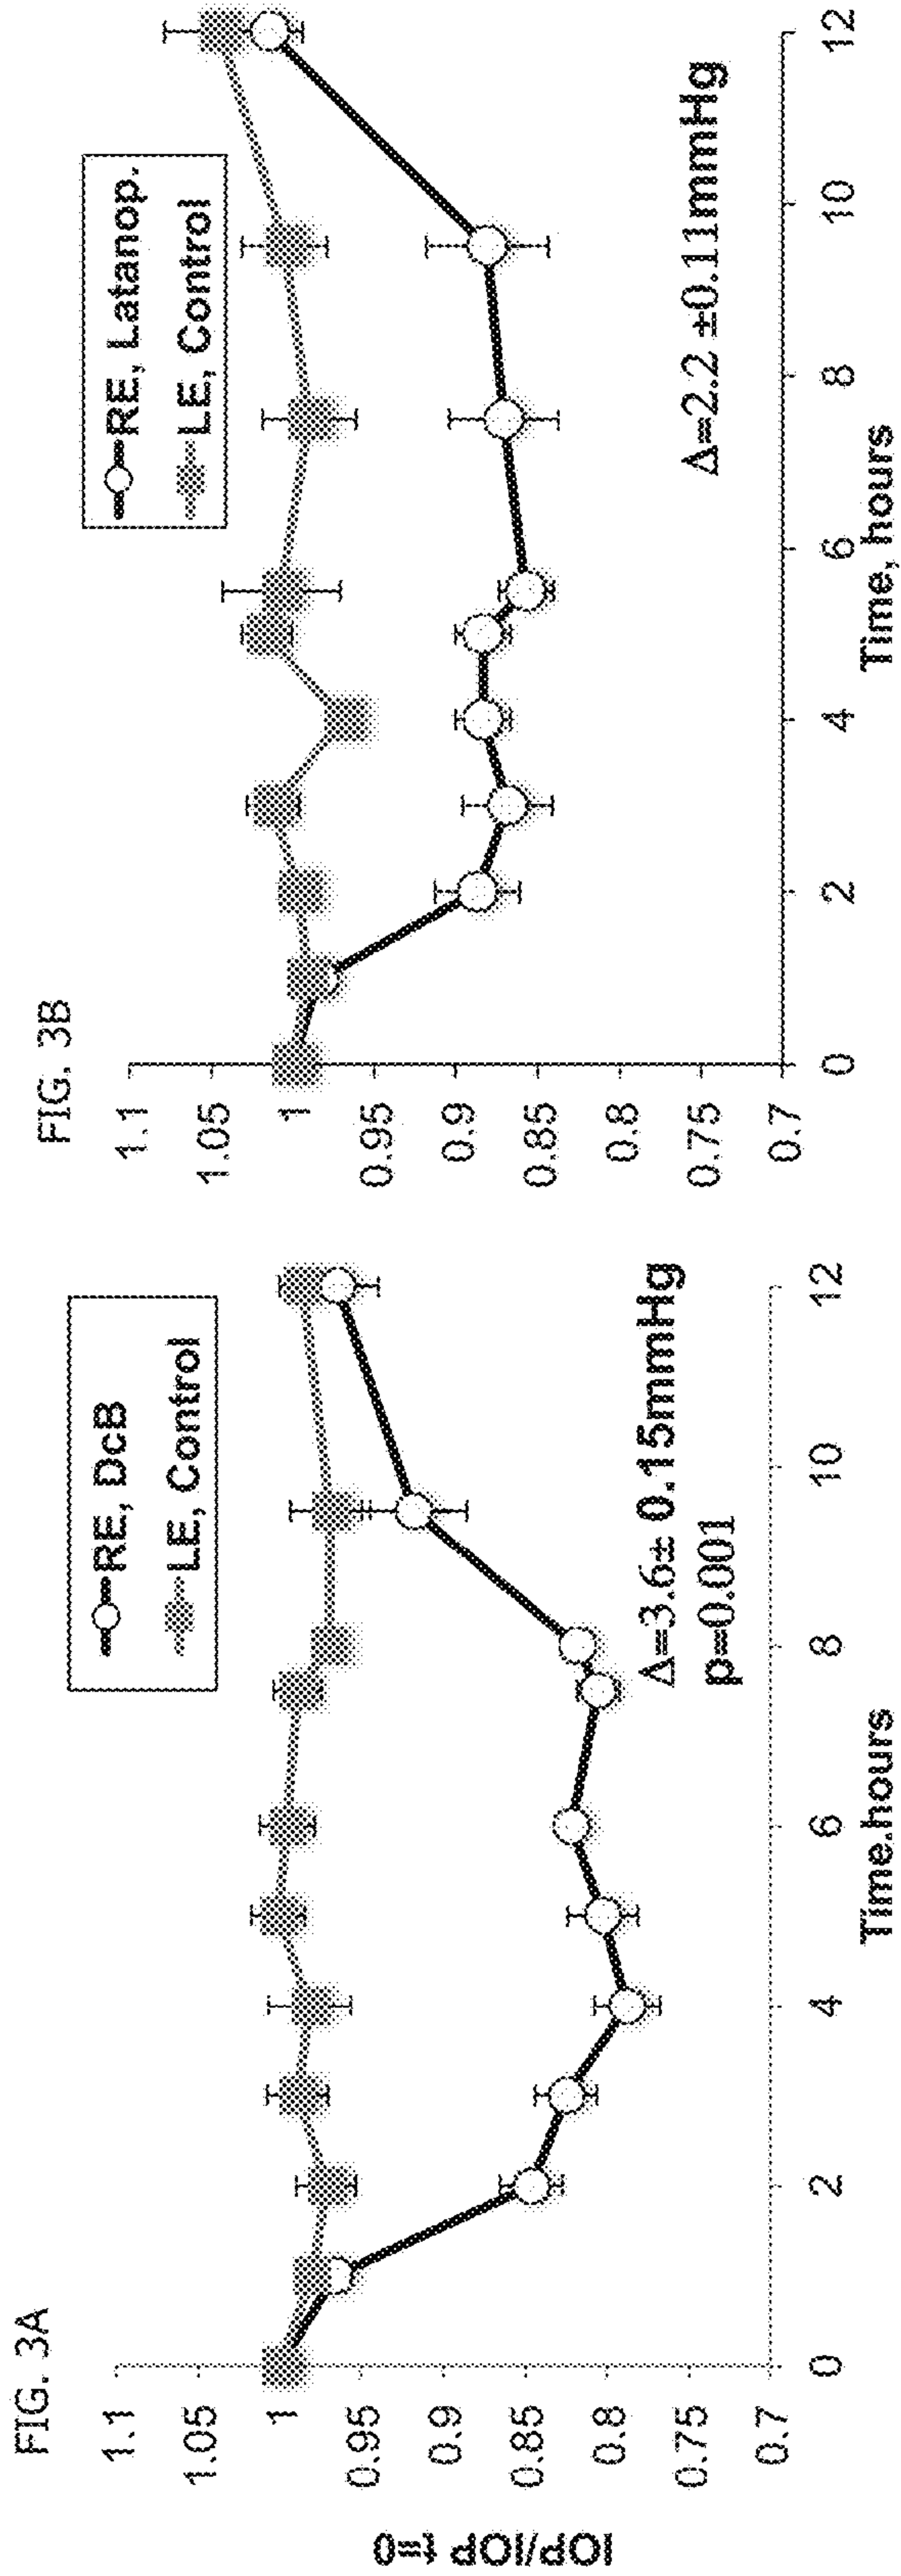 FIG. 3A
RE, DcB
LE, Control
IOP/IOP t=0
1.1
1.05
1
0.95
0.9
0.85
0.8
0.75
0.7
Δ=3.6± 0.15mmHg
p=0.001
0
2
4
6
8
10
12
Time.hours
FIG. 3B
RE, Latanop.
LE, Control
1.1
1.05
1
0.95
0.9
0.85
0.8
0.75
0.7
Δ=2.2 ±0.11mmHg
0
2
4
6
8
10
12
Time, hours